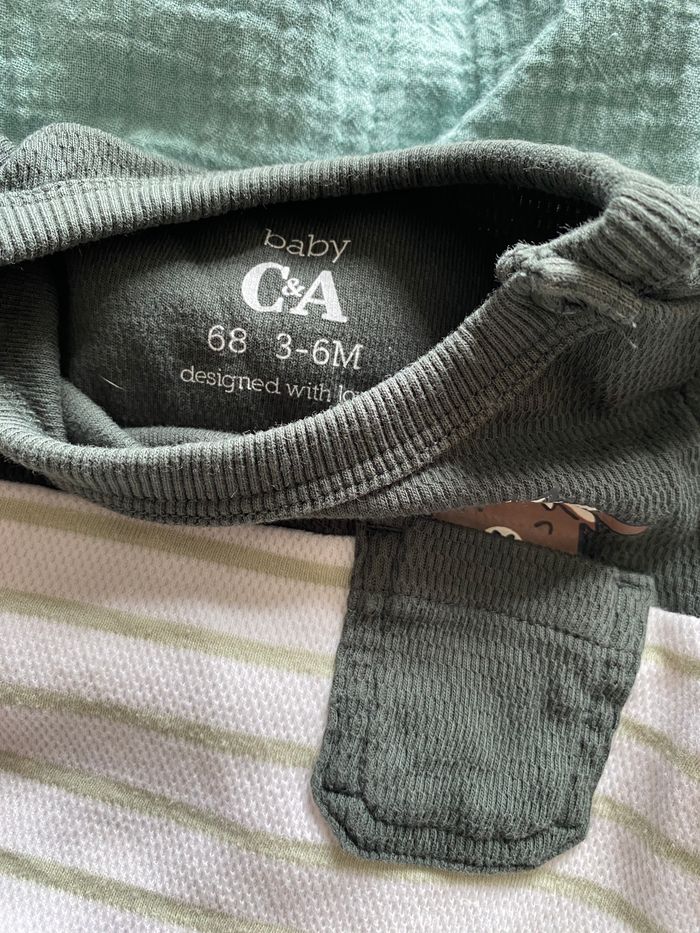 baby
C&A
68 3-6M
designed with